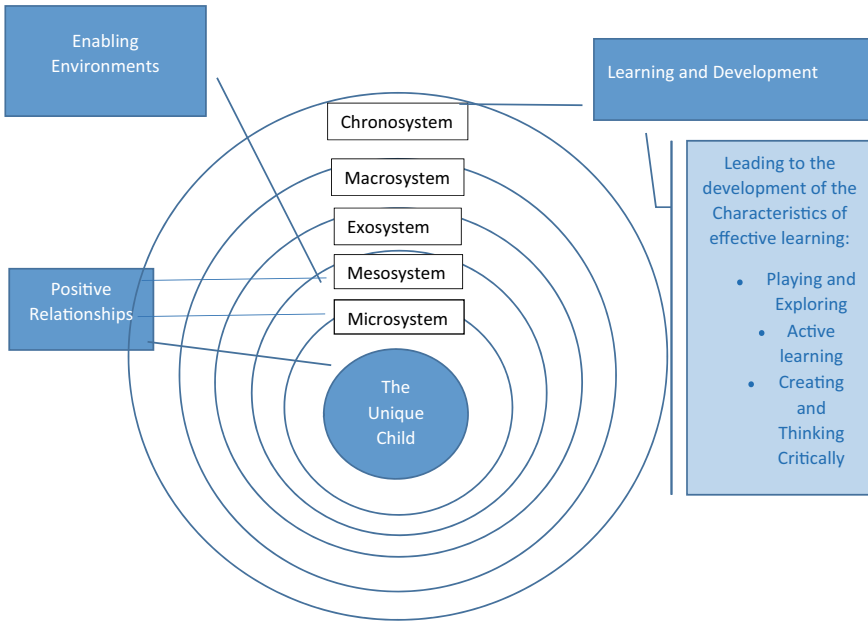 Enabling
Environments
Learning and Development
Chronosystem
Macrosystem
Exosystem
Mesosystem
Microsystem
Positive
Relationships
The
Unique
Child
Leading to the
development of the
Characteristics of
effective learning:
• Playing and
Exploring
• Active
learning
• Creating
and
Thinking
Critically